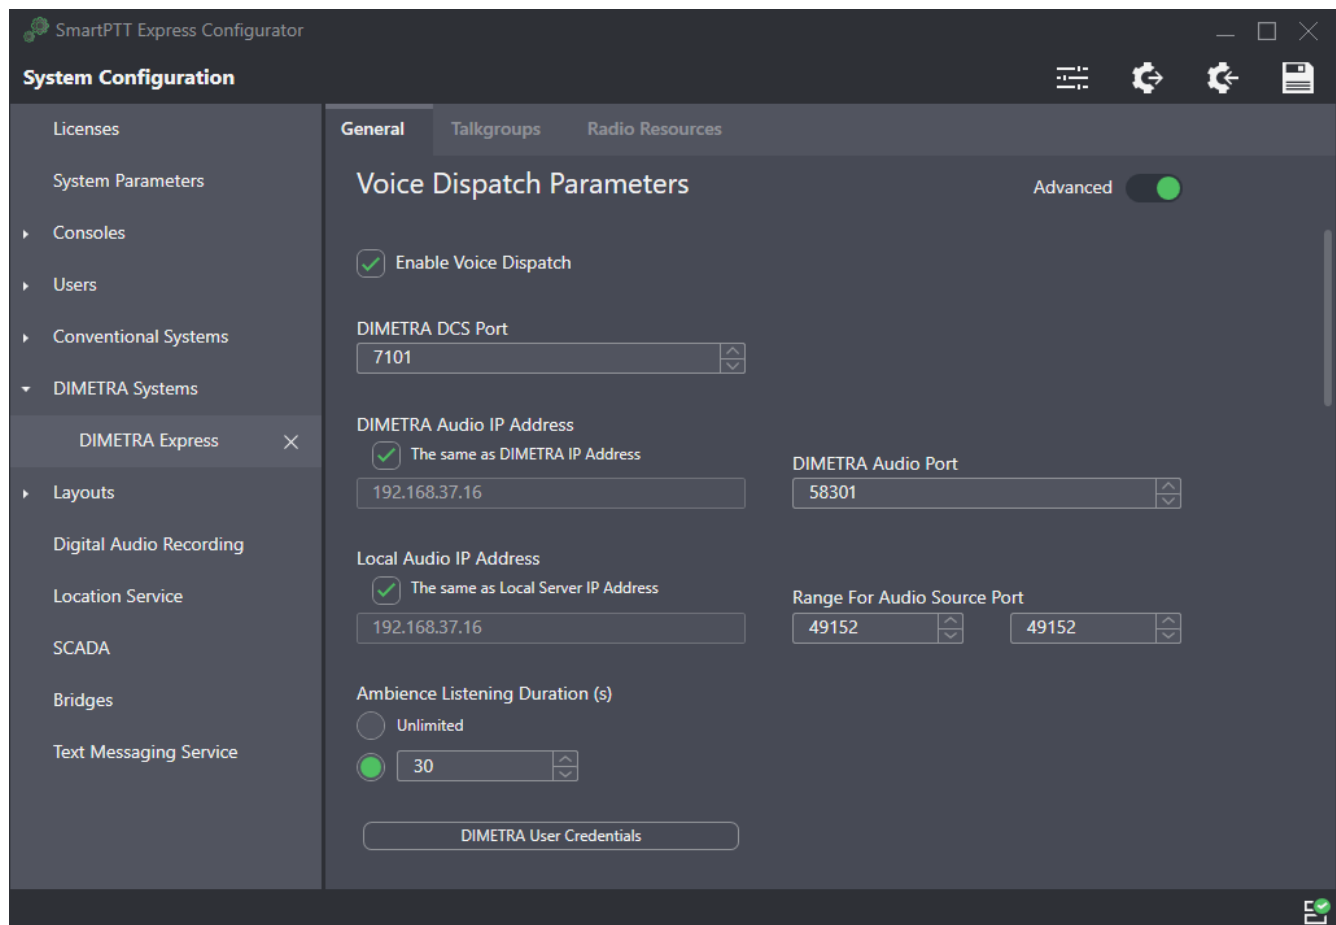 SmartPTT Express Configurator
System Configuration
Licenses
System Parameters
Consoles
Users
Conventional Systems
DIMETRA Systems
DIMETRA Express
Layouts
Digital Audio Recording
Location Service
SCADA
Bridges
Text Messaging Service
General Talkgroups Radio Resources
Voice Dispatch Parameters
Advanced
Enable Voice Dispatch
DIMETRA DCS Port
7101
DIMETRA Audio IP Address
The same as DIMETRA IP Address
192.168.37.16
DIMETRA Audio Port
58301
Local Audio IP Address
The same as Local Server IP Address
192.168.37.16
Range For Audio Source Port
49152 49152
Ambience Listening Duration (s)
Unlimited
30
DIMETRA User Credentials